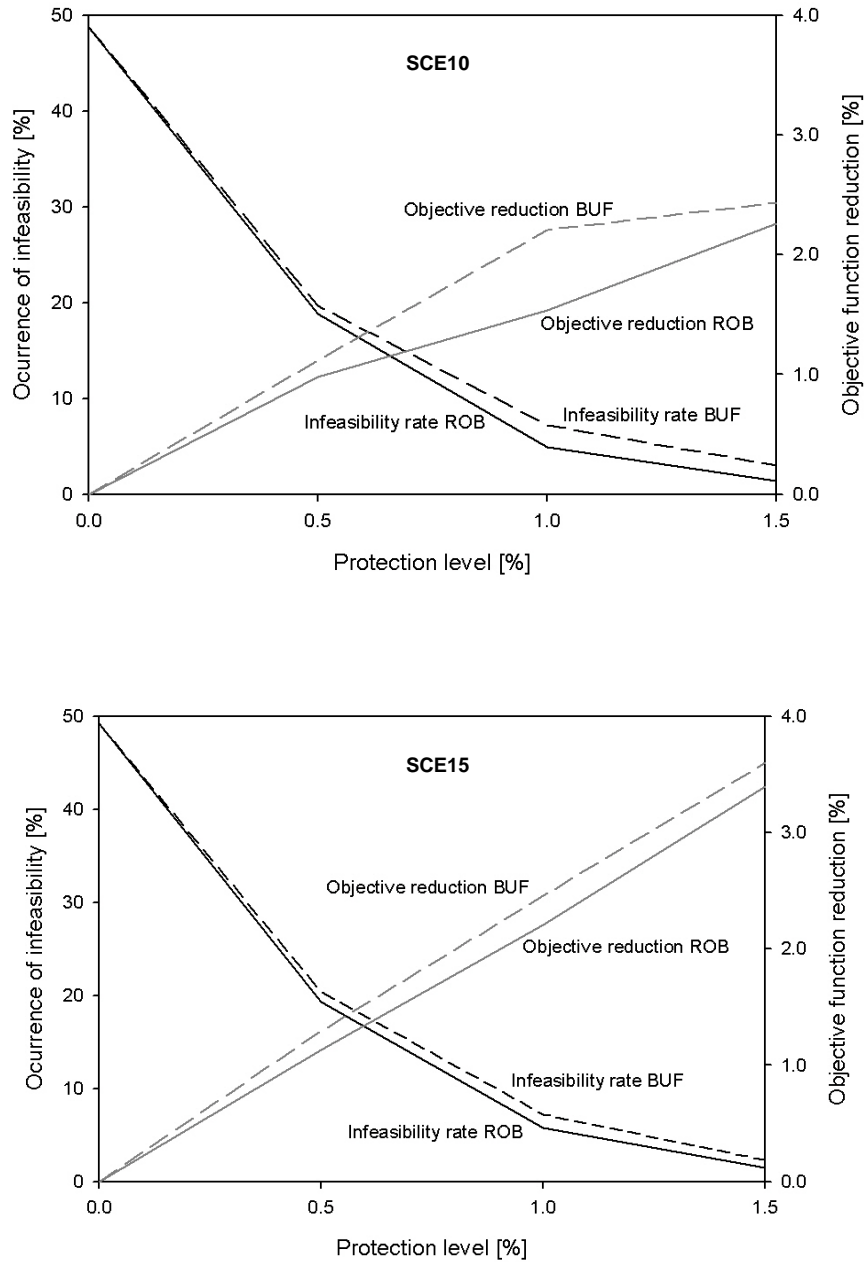 SCE10
Ocurrence of infeasibility [%]
Objective function reduction [%]
50
40
30
20
10
0
4.0
3.0
2.0
1.0
0.0
Objective reduction BUF
Objective reduction ROB
Infeasibility rate ROB
Infeasibility rate BUF
0.0
0.5
1.0
1.5
Protection level [%]
SCE15
Ocurrence of infeasibility [%]
Objective function reduction [%]
50
40
30
20
10
0
4.0
3.0
2.0
1.0
0.0
Objective reduction BUF
Objective reduction ROB
Infeasibility rate BUF
Infeasibility rate ROB
0.0
0.5
1.0
1.5
Protection level [%]